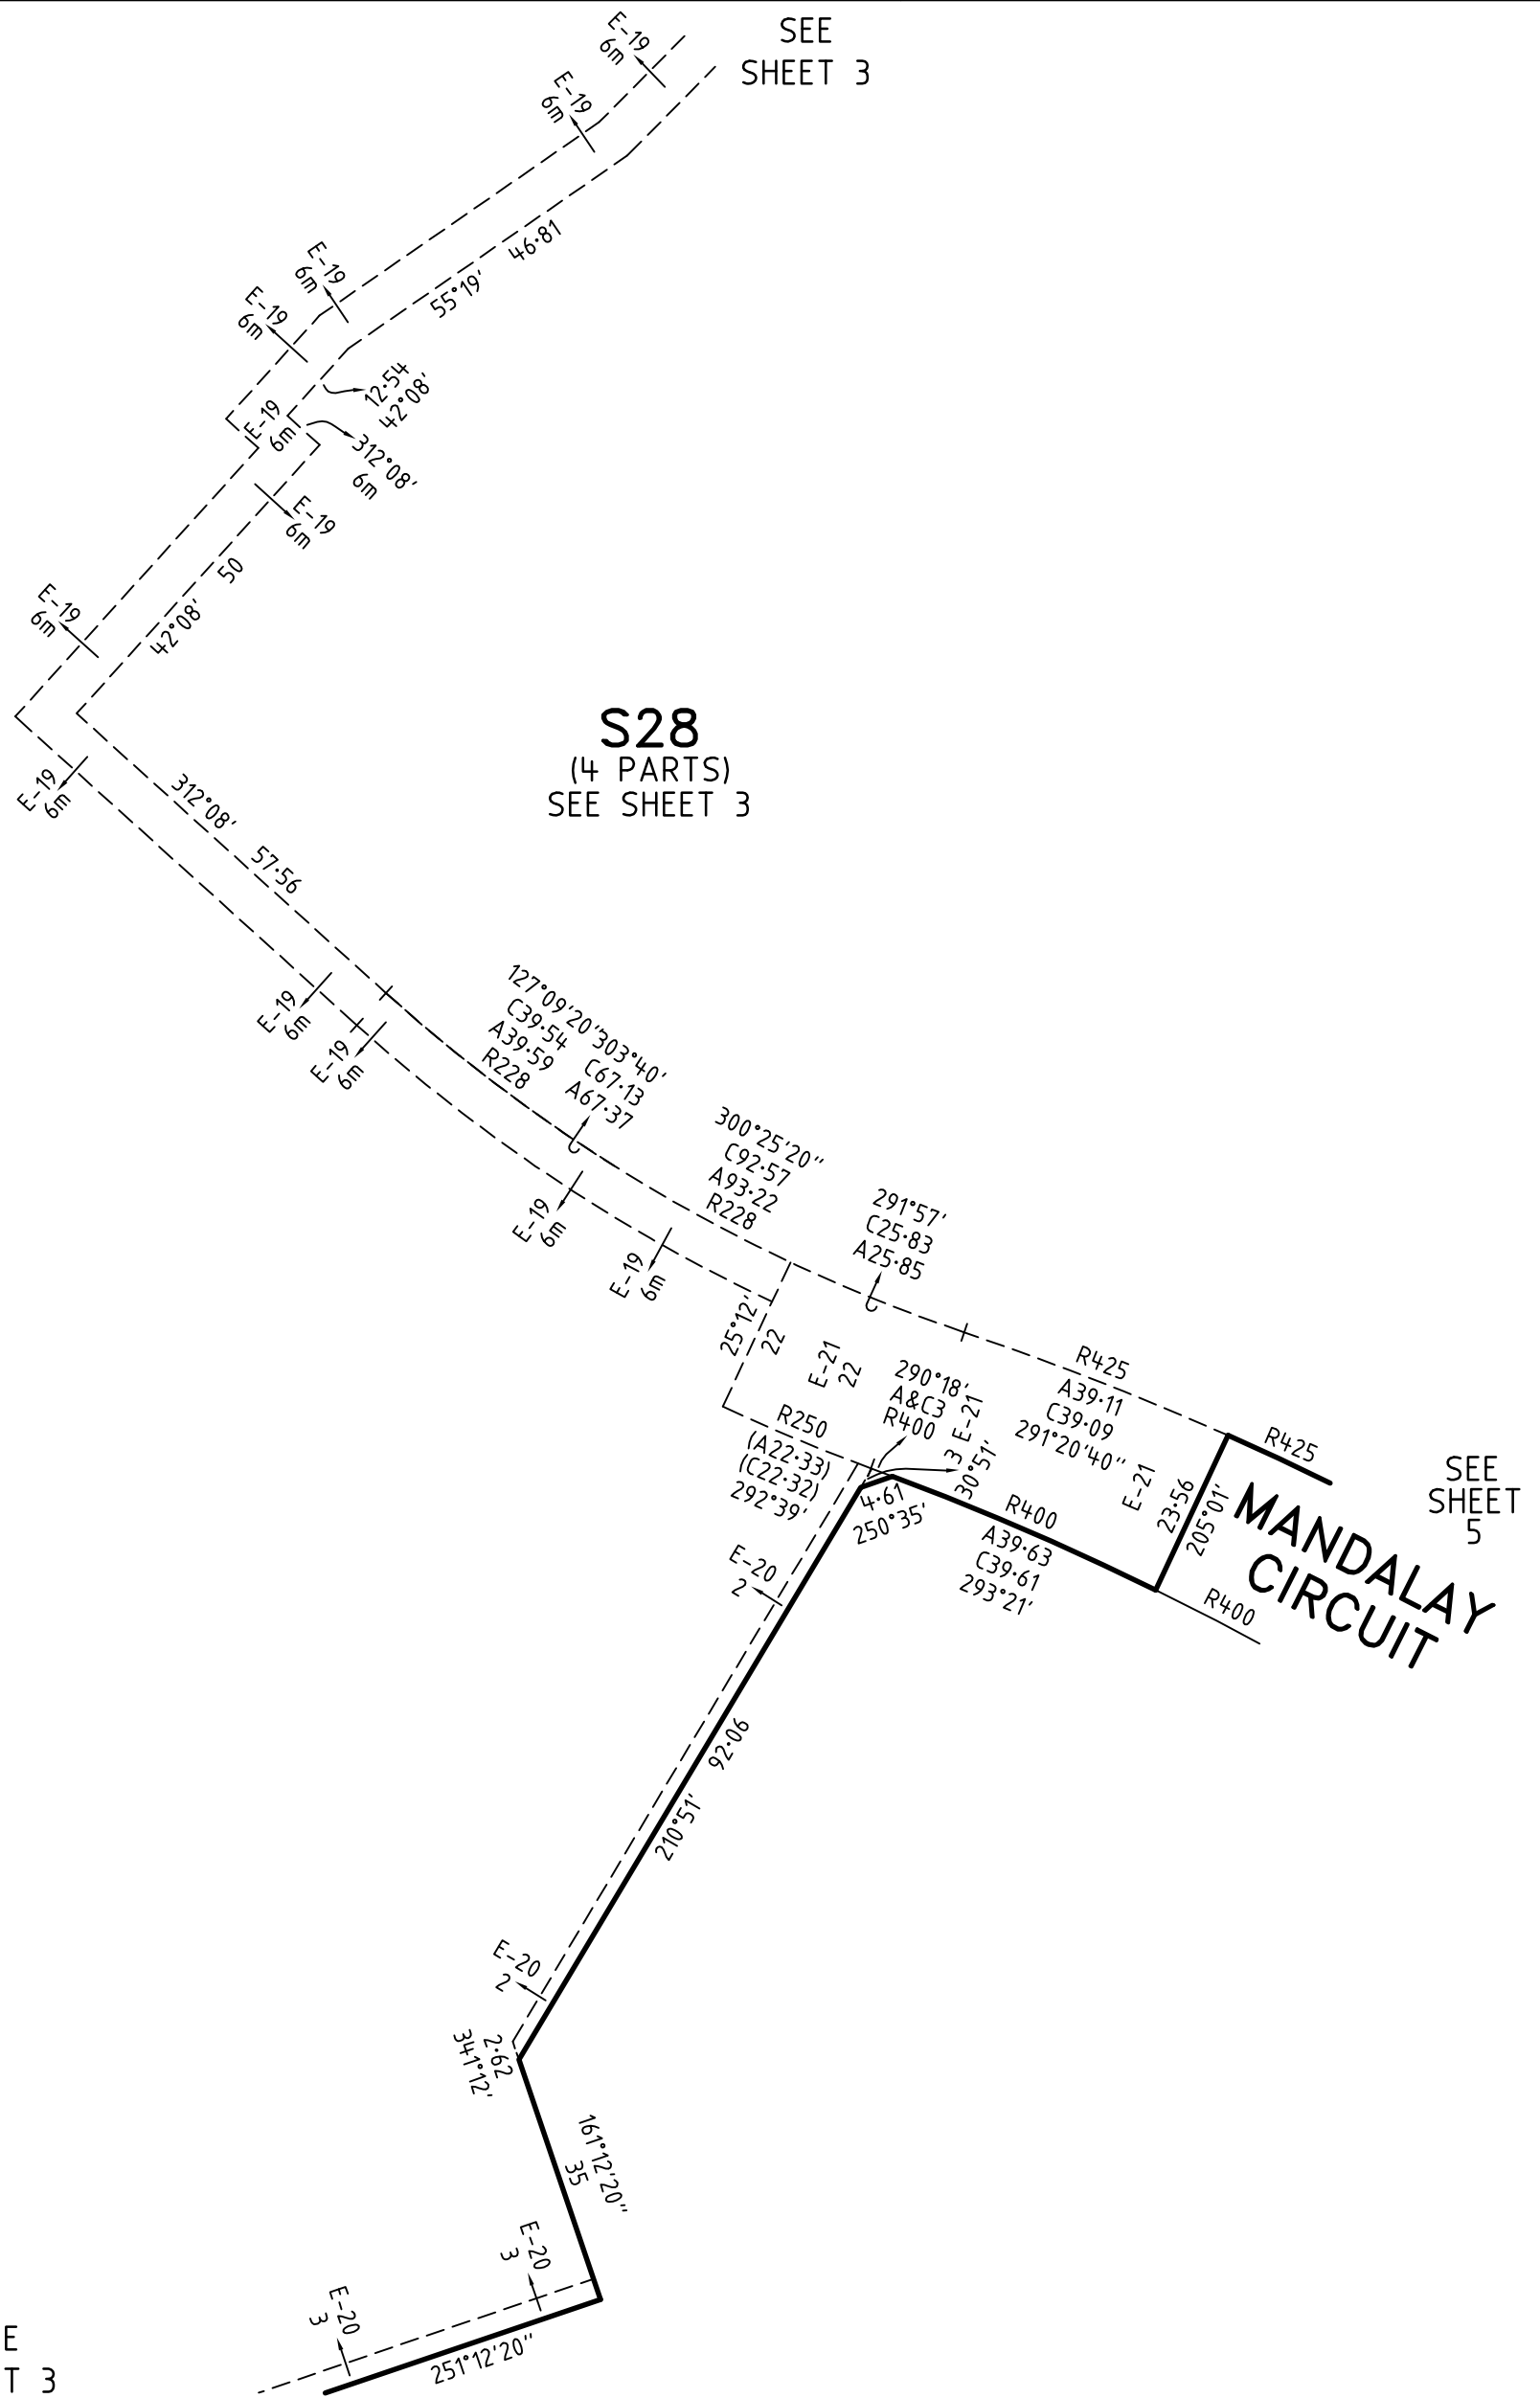 SEE
SHEET 3
E-19
6m
E-19
6m
E-19
6m
E-19
6m
46·81
55°19'
12·54
42°08'
E-19
6m
312°08'
6m
E-19
6m
50
42°08'
E-19
6m
S28
(4 PARTS)
SEE SHEET 3
E-19
6m
312°08'
57·56
E-19
6m
E-19
6m
127°09'20'
C39·54
A39·59
R228
303°40'
C67·13
A67·37
300°25'20"
C92·57
A93·22
R228
E-19
6m
E-19
6m
291°57'
C25·83
A25·85
25°12'
22
E-21
22
290°18'
A&C3
R400
3 E-21
30°51'
R425
A39·11
C39·09
291°20'40"
R250
(A22·33)
(C22·32)
292°39'
4·61
250°35'
R400
A39·63
C39·61
293°21'
E-21
23·56
205°01'
R425
MANDALAY
CIRCUIT
R400
SEE
SHEET
5
E-20
2
92·06
210°51'
E-20
2
2·62
341°12'
161°12'20"
35
E-20
3
E-20
3
251°12'20"
E
T 3